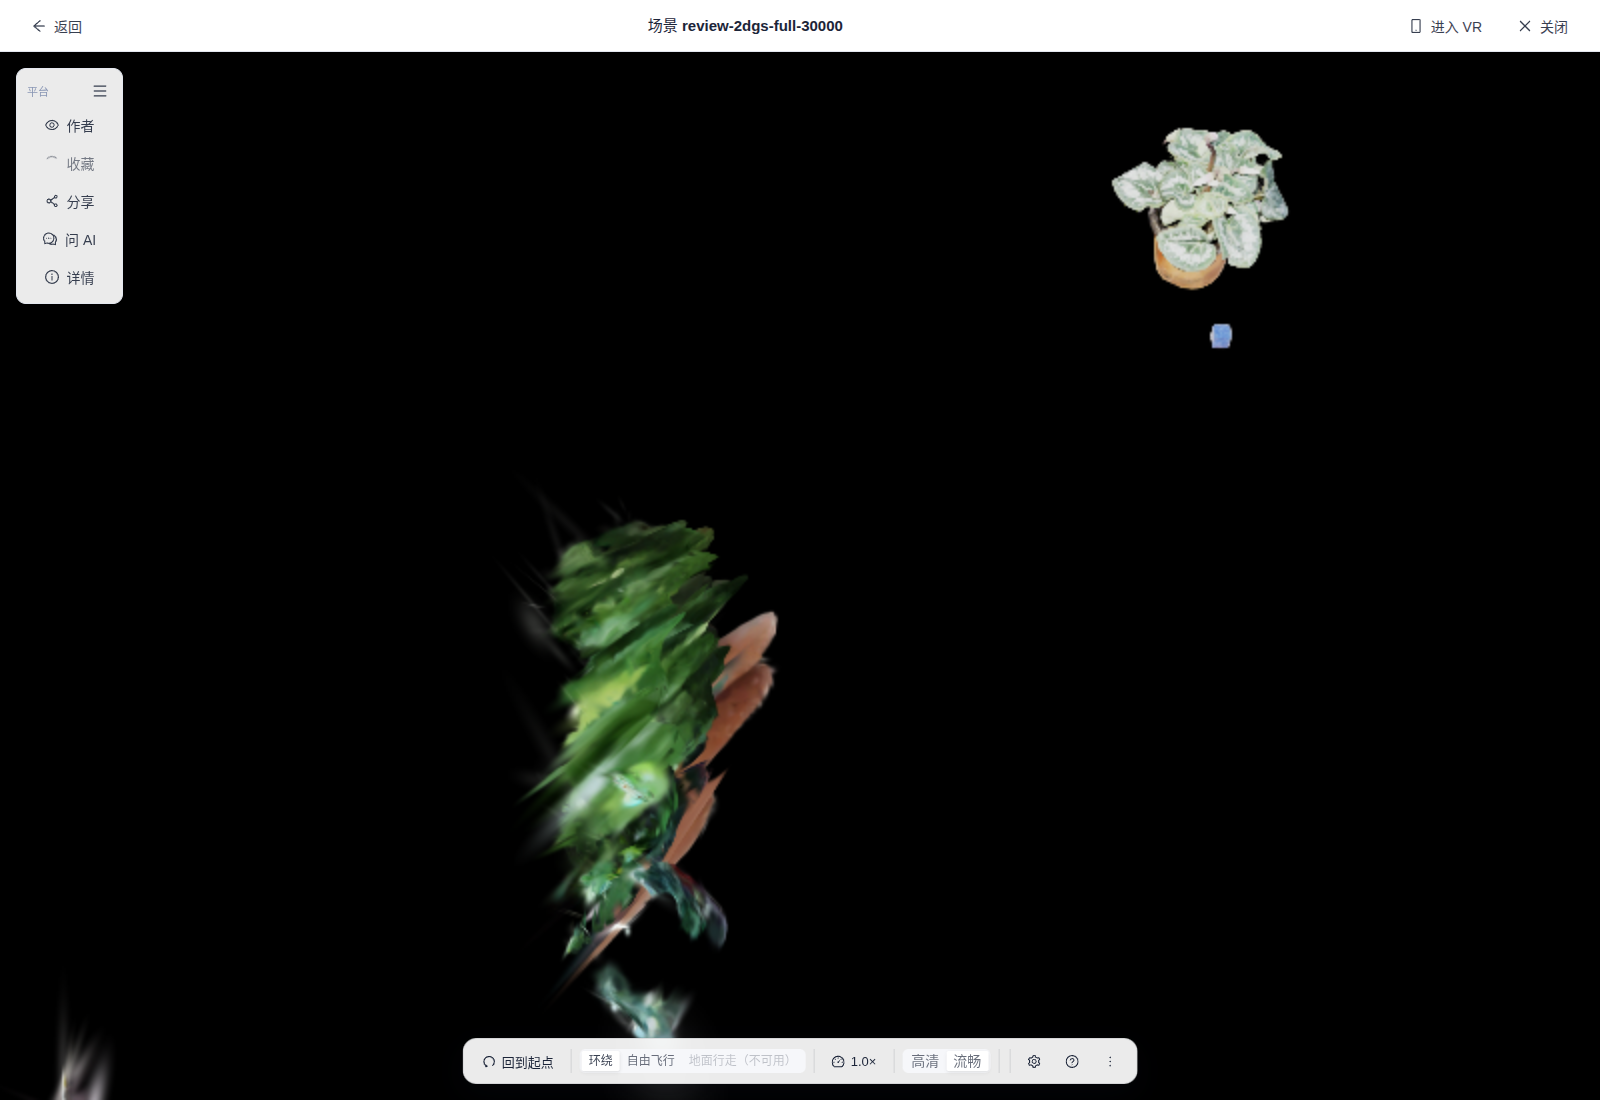 返回
场景 review-2dgs-full-30000
进入 VR
关闭
平台
作者
收藏
分享
问 AI
详情
回到起点
环绕
自由飞行
地面行走（不可用）
1.0×
高清
流畅